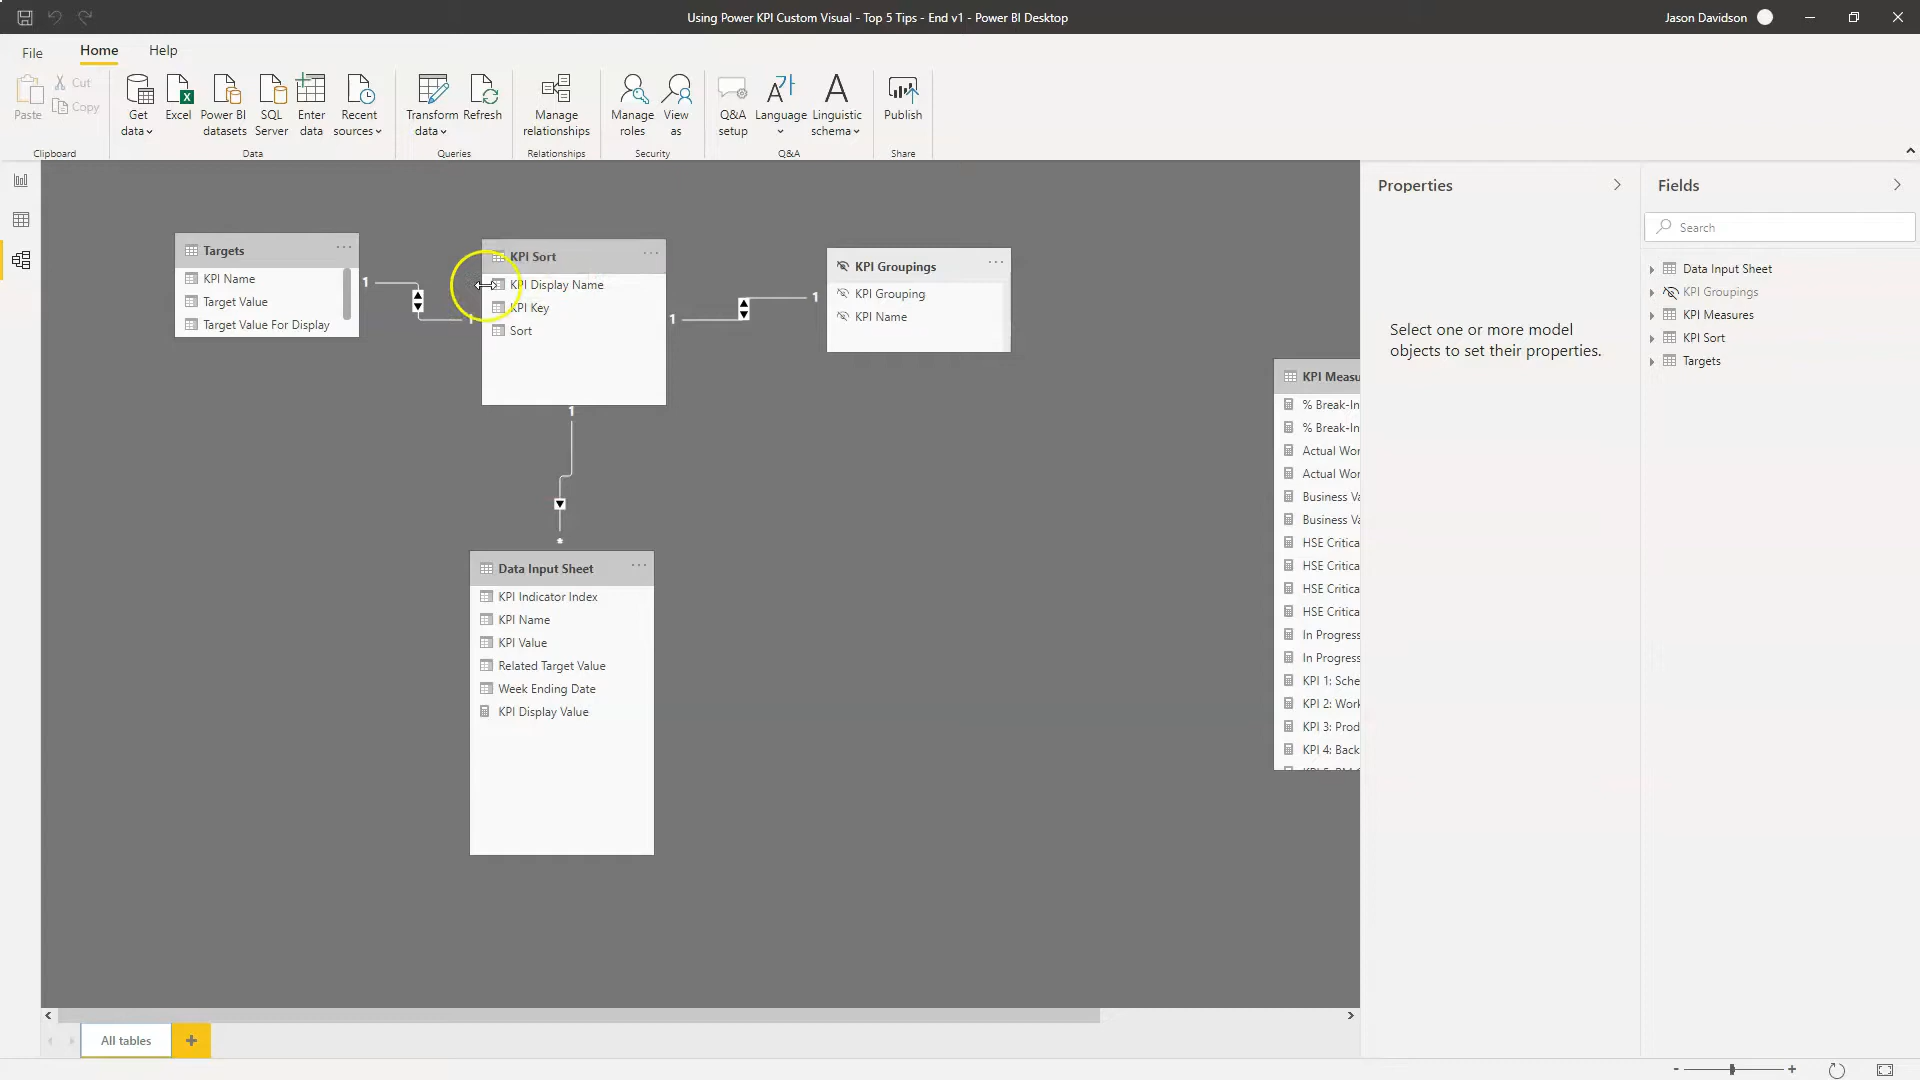 Using Power KPI Custom Visual - Top 5 Tips - End v1 - Power BI Desktop
Jason Davidson
File
Home
Help
Paste
Cut
Copy
Clipboard
Get data
Excel
Power BI datasets
SQL Server
Enter data
Recent sources
Data
Transform data
Refresh
Queries
Manage relationships
Relationships
Manage roles
View as
Security
Q&A setup
Language
Linguistic schema
Q&A
Publish
Share
Targets
KPI Name
Target Value
Target Value For Display
1
1
KPI Sort
KPI Display Name
KPI Key
Sort
1
1
1
*
KPI Groupings
KPI Grouping
KPI Name
Data Input Sheet
KPI Indicator Index
KPI Name
KPI Value
Related Target Value
Week Ending Date
KPI Display Value
KPI Measu
% Break-In
% Break-In
Actual Wor
Actual Wor
Business Va
Business Va
HSE Critica
HSE Critica
HSE Critica
HSE Critica
In Progress
In Progress
KPI 1: Sche
KPI 2: Work
KPI 3: Prod
KPI 4: Back
Properties
Select one or more model
objects to set their properties.
Fields
Search
Data Input Sheet
KPI Groupings
KPI Measures
KPI Sort
Targets
All tables
+
- +